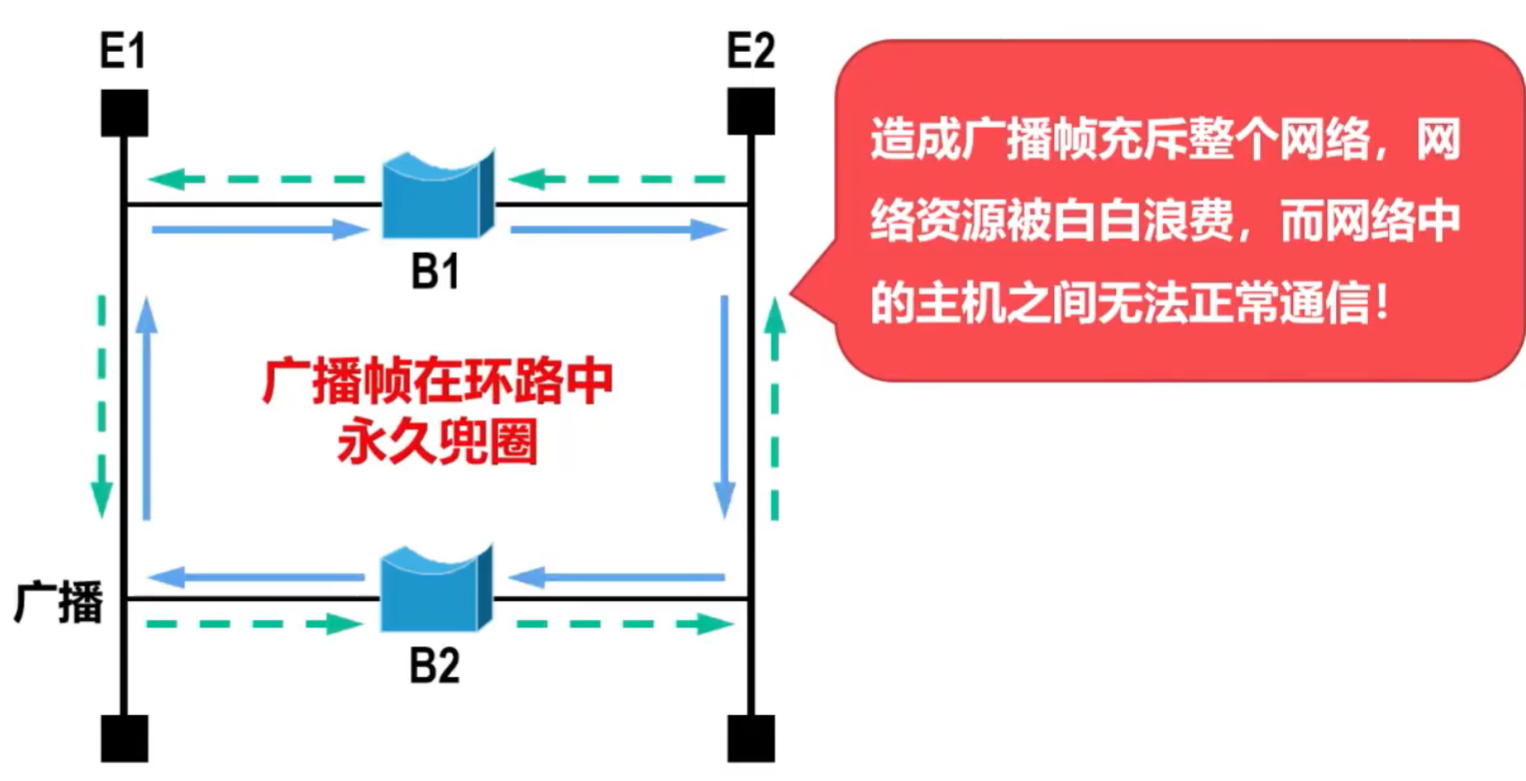 E1
E2
造成广播帧充斥整个网络，网
络资源被白白浪费，而网络中
的主机之间无法正常通信！
B1
广播帧在环路中
永久兜圈
广播
B2